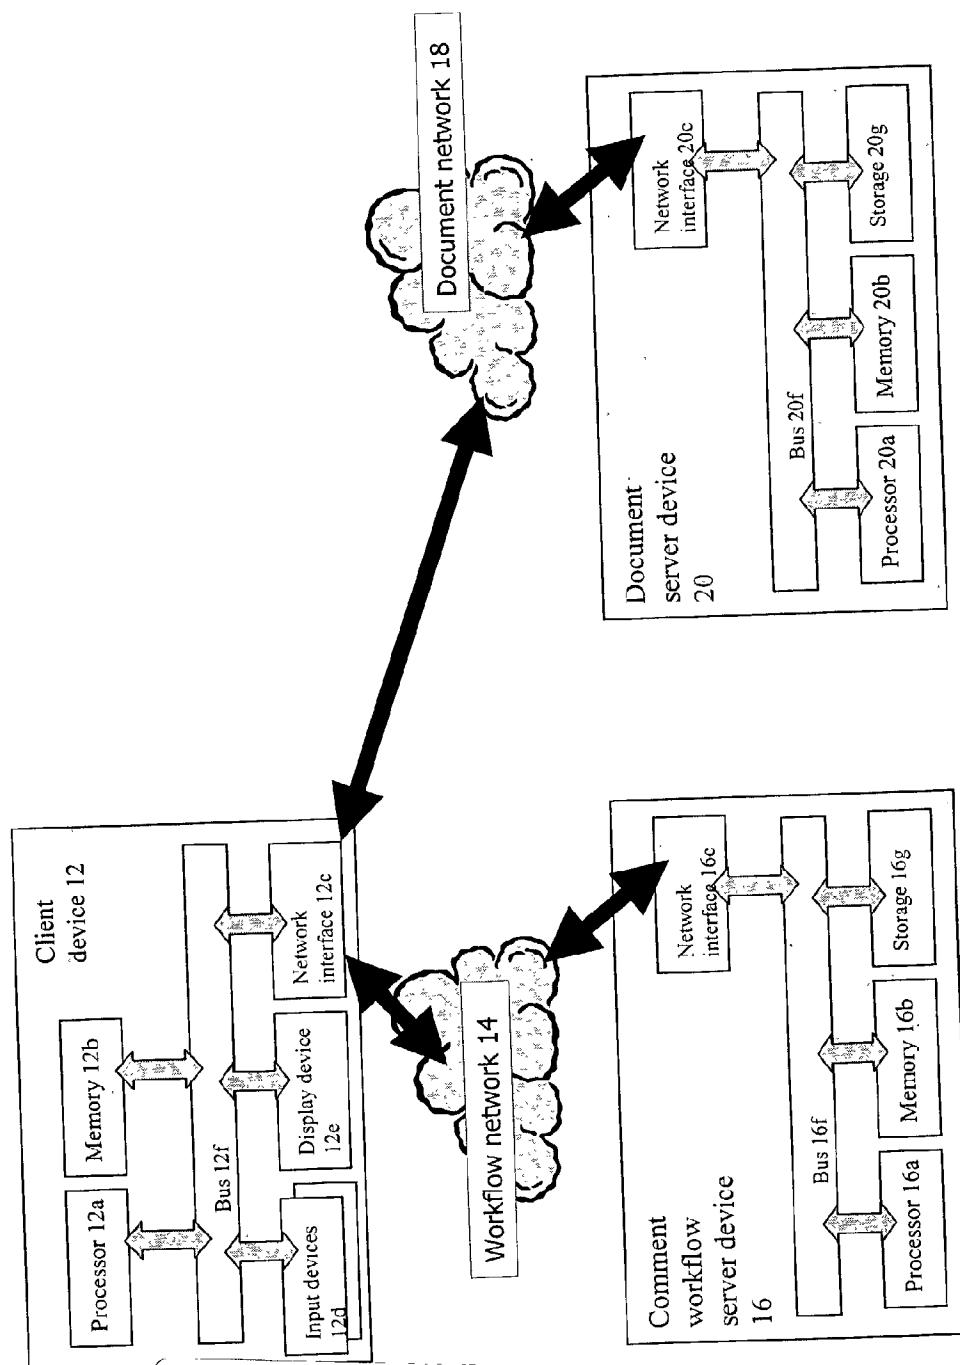 Client
device 12
Processor 12a
Memory 12b
Bus 12f
Input devices
12d
Display device
12e
Network
interface 12c
Workflow network 14
Document network 18
Comment
workflow
server device
16
Network
interface 16c
Bus 16f
Processor 16a
Memory 16b
Storage 16g
Document
server device
20
Network
interface 20c
Bus 20f
Processor 20a
Memory 20b
Storage 20g